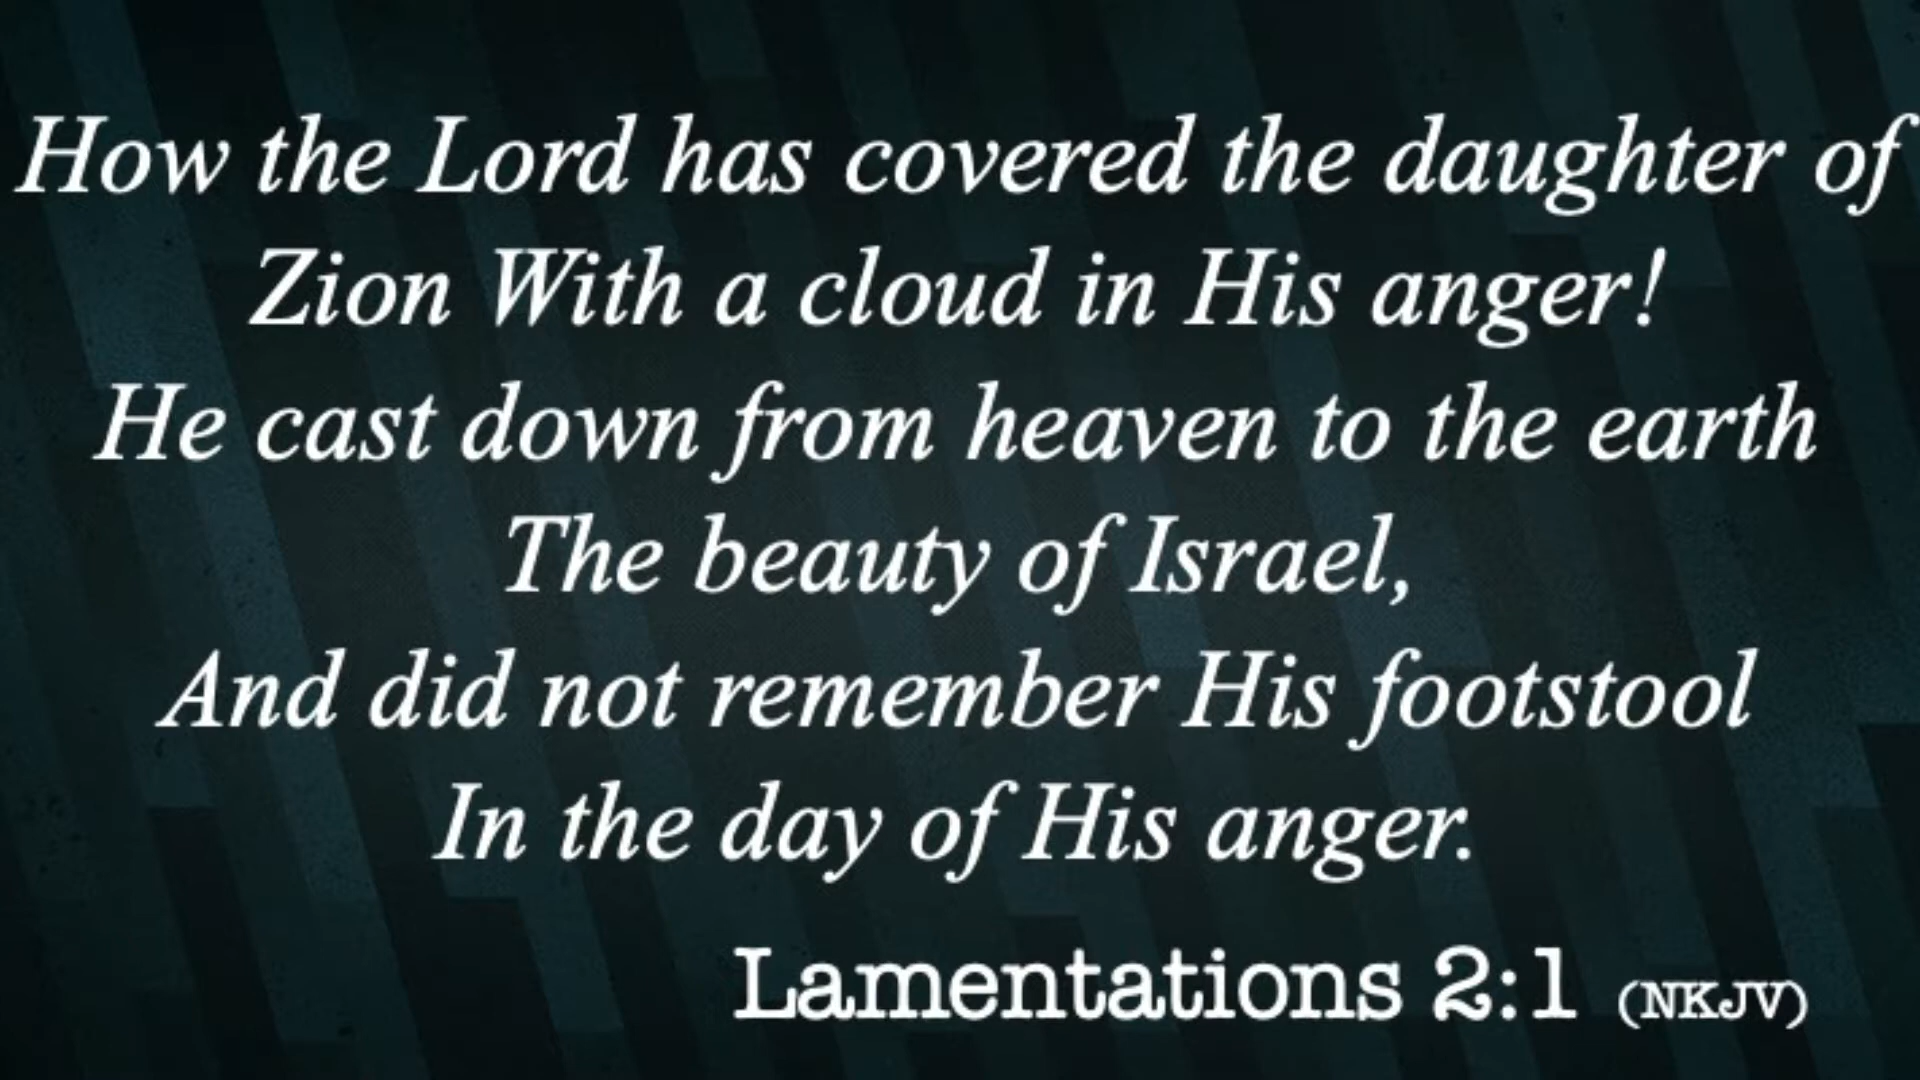 How the Lord has covered the daughter of
Zion With a cloud in His anger!
He cast down from heaven to the earth
The beauty of Israel,
And did not remember His footstool
In the day of His anger.
Lamentations 2:1 (NKJV)